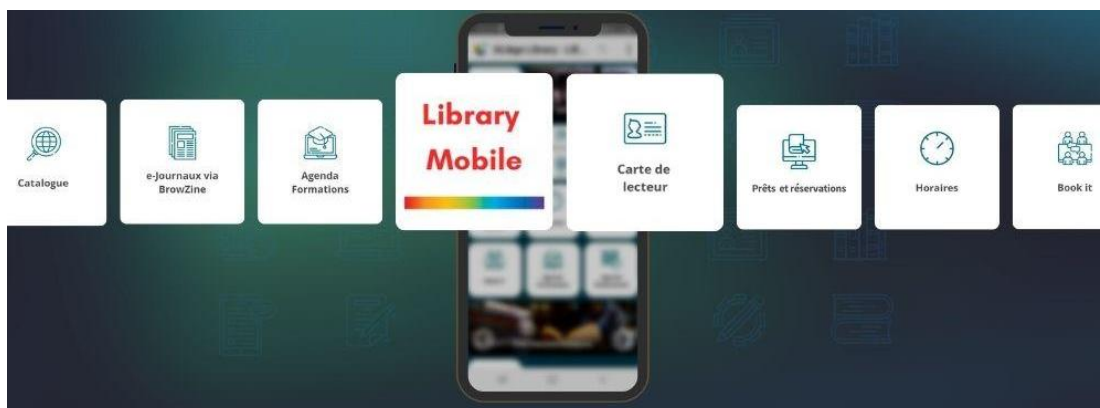 Catalogue
e-Journaux via
BrowZine
Agenda
Formations
Library
Mobile
Carte de
lecteur
Prêts et réservations
Horaires
Book it